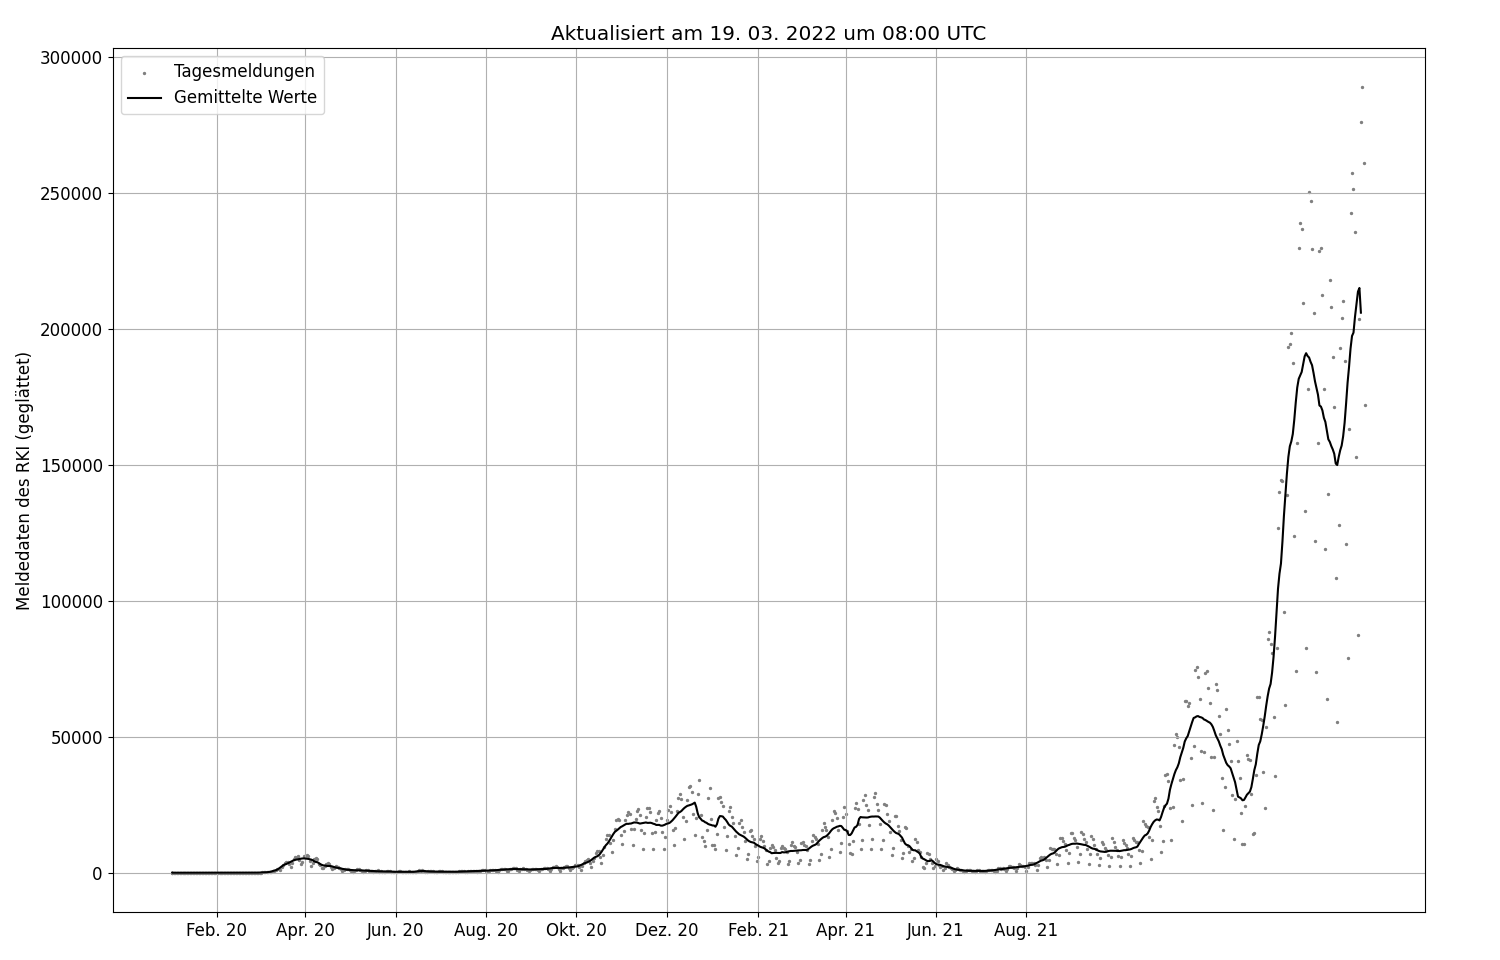 Aktualisiert am 19. 03. 2022 um 08:00 UTC
Tagesmeldungen
Gemittelte Werte
Meldedaten des RKI (geglättet)
300000
250000
200000
150000
100000
50000
0
Feb. 20 Apr. 20 Jun. 20 Aug. 20 Okt. 20 Dez. 20 Feb. 21 Apr. 21 Jun. 21 Aug. 21